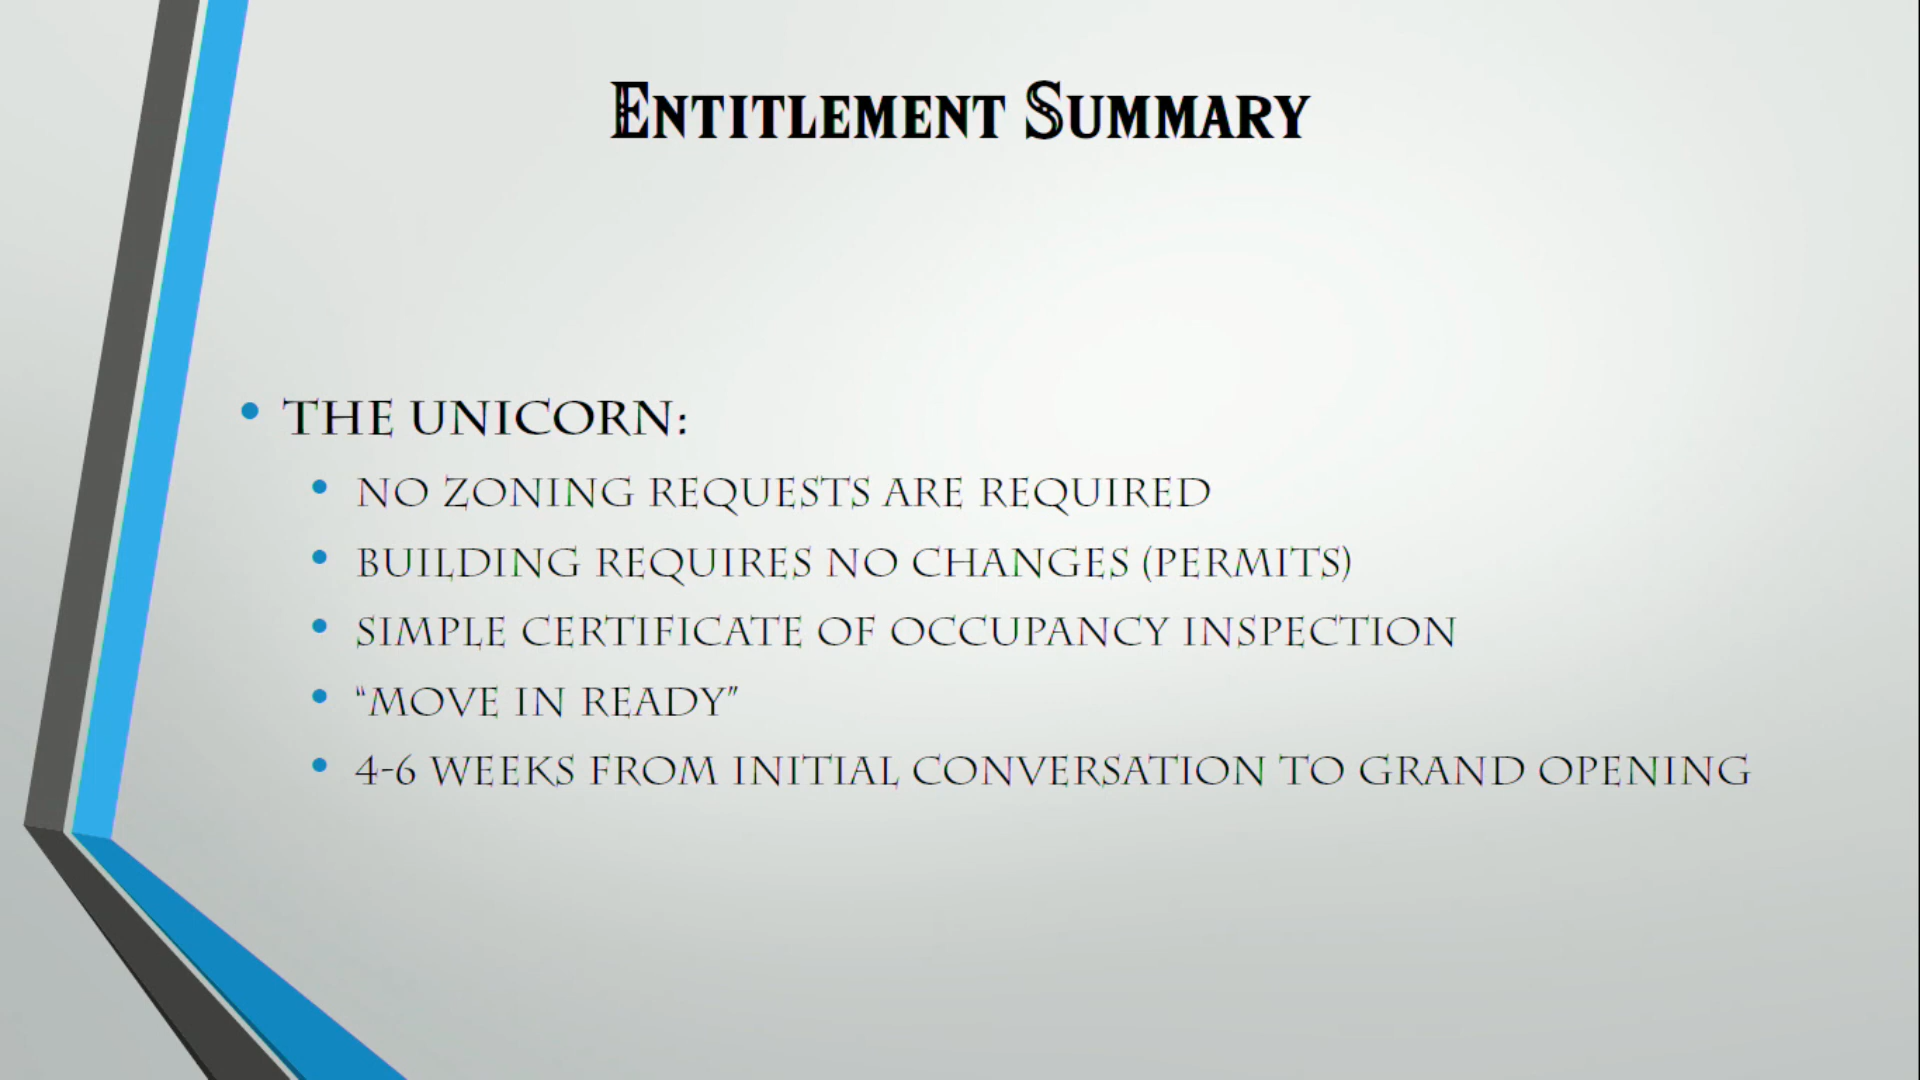 Entitlement Summary
• THE UNICORN:
• NO ZONING REQUESTS ARE REQUIRED
• BUILDING REQUIRES NO CHANGES (PERMITS)
• SIMPLE CERTIFICATE OF OCCUPANCY INSPECTION
• “MOVE IN READY”
• 4-6 WEEKS FROM INITIAL CONVERSATION TO GRAND OPENING